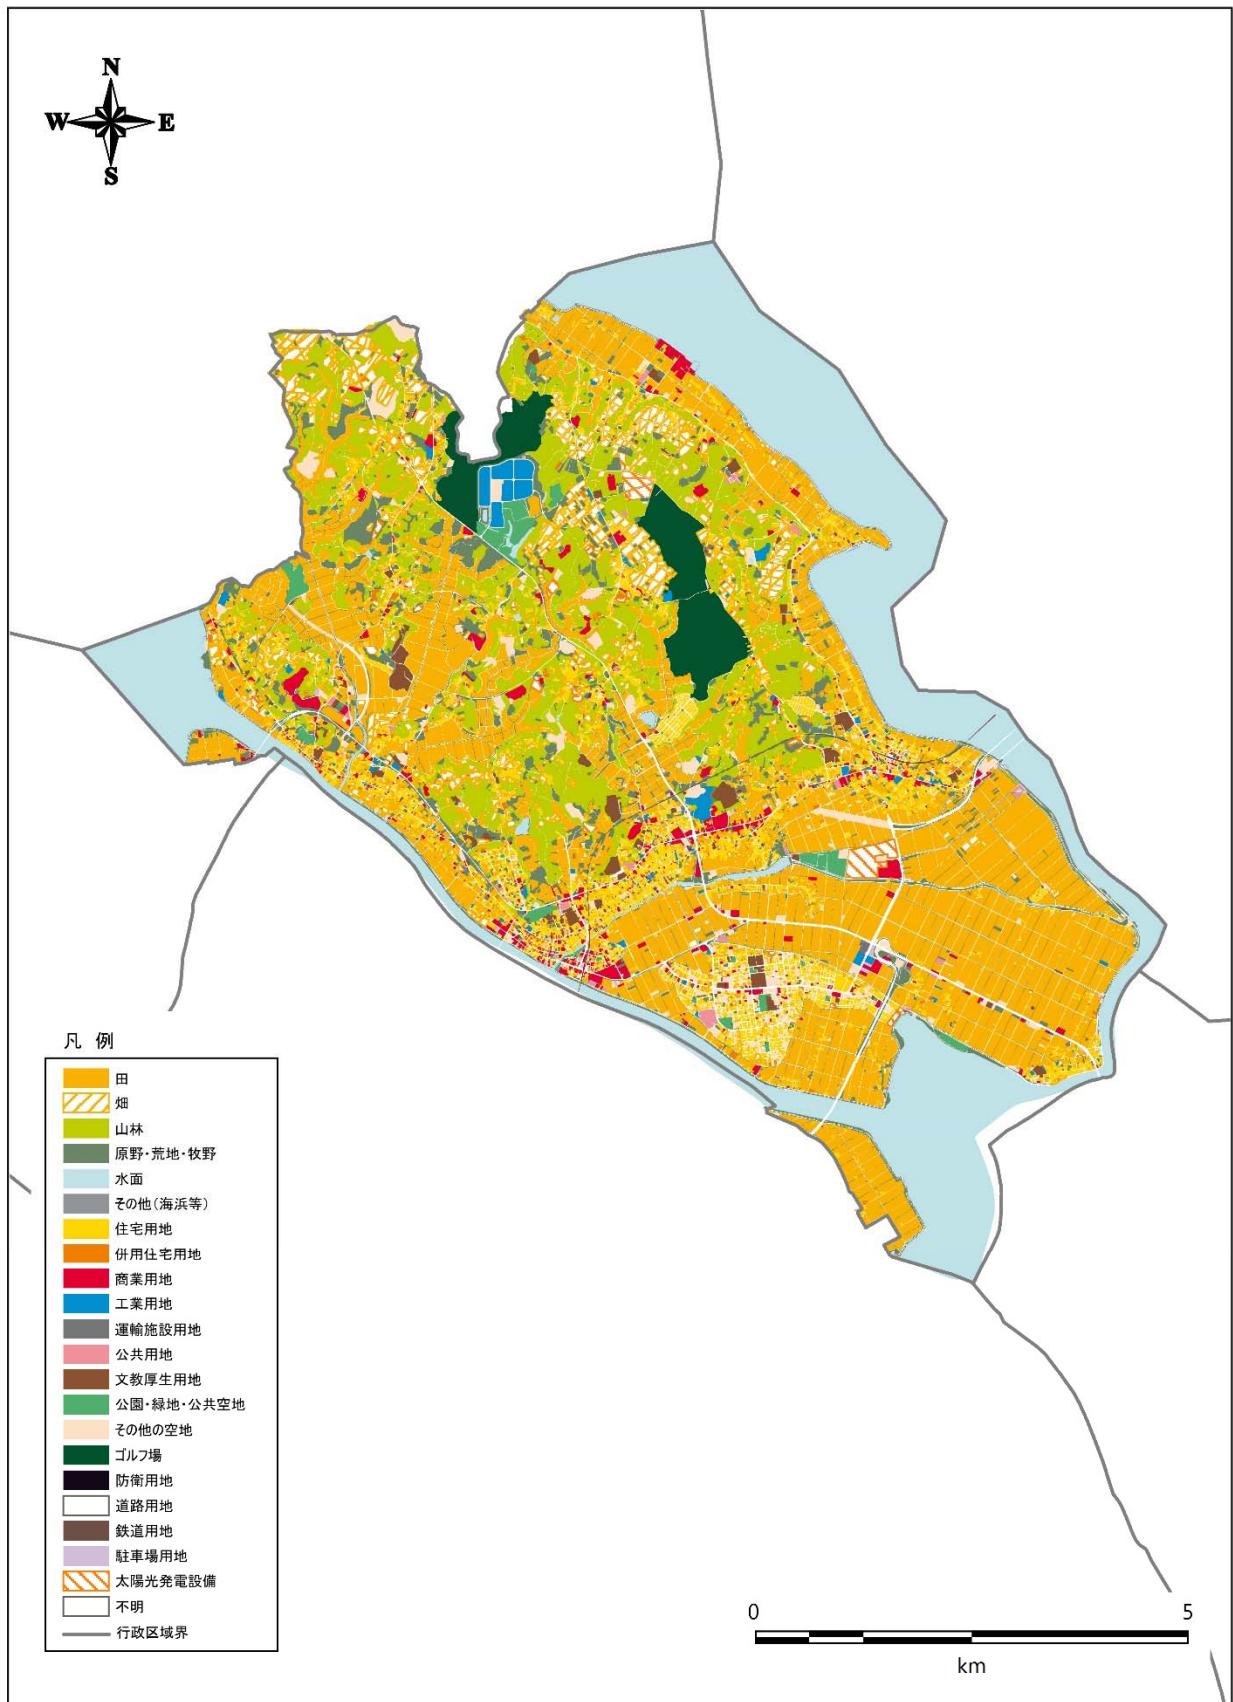 N
W E
S
凡 例
田
畑
山林
原野・荒地・牧野
水面
その他(海浜等)
住宅用地
併用住宅用地
商業用地
工業用地
運輸施設用地
公共用地
文教厚生用地
公園・緑地・公共空地
その他の空地
ゴルフ場
防衛用地
道路用地
鉄道用地
駐車場用地
太陽光発電設備
不明
行政区域界
0 5
km